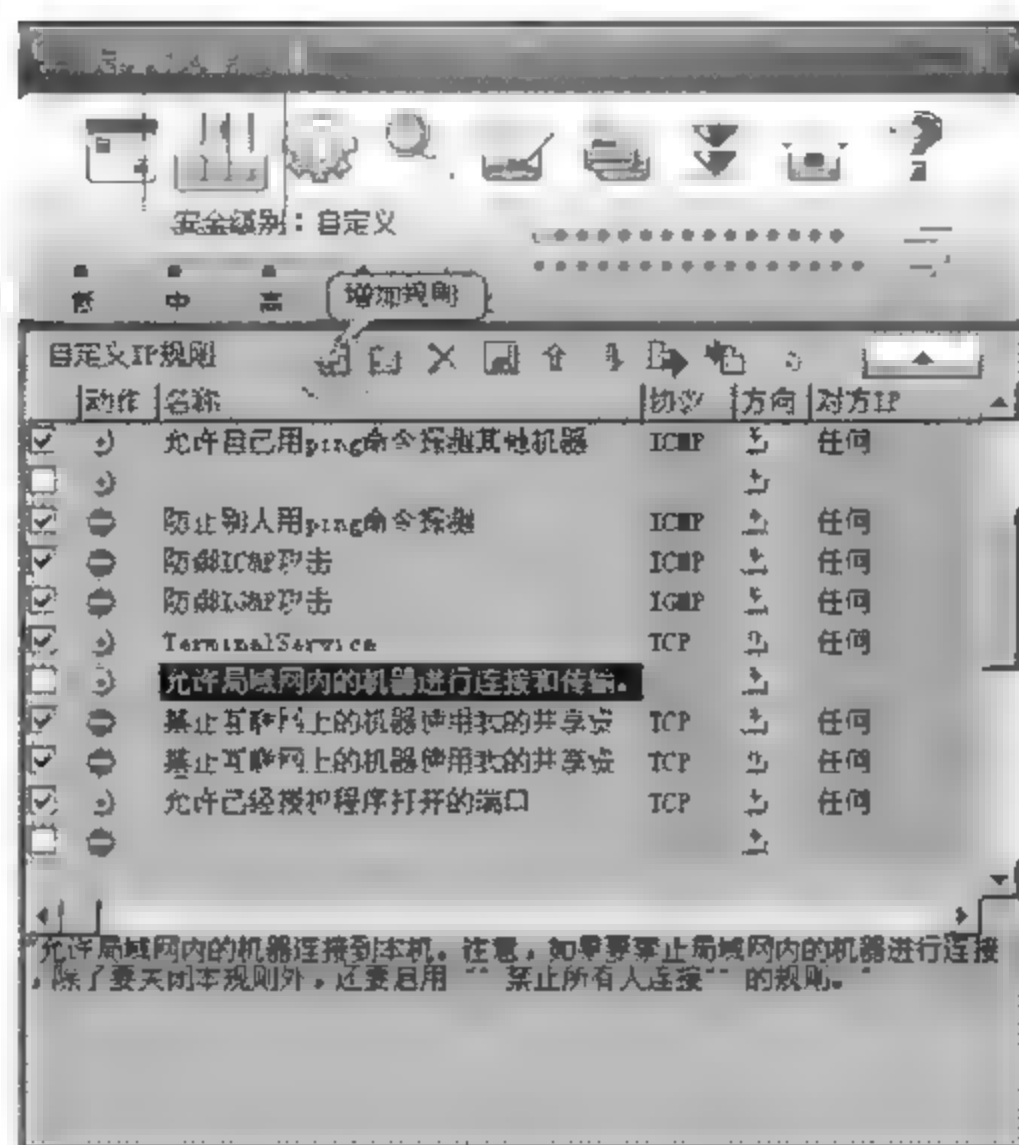 安全级别：自定义
中 高
增加规则
自定义IP规则
动作 名称 协议 方向 对方IP
允许自己用ping命令探测其他机器 ICMP 任何
防止别人用ping命令探测 ICMP 任何
防御ICMP攻击 ICMP 任何
防御IGMP攻击 IGMP 任何
TerminalService TCP 任何
允许局域网内的机器进行连接和传输。
禁止互联网上的机器使用我的共享资 TCP 任何
禁止互联网上的机器使用我的共享资 TCP 任何
允许已经授权程序打开的端口 TCP 任何
"允许局域网内的机器连接到本机。注意，如果要禁止局域网内的机器进行连接
，除了要关闭本规则外，还要启用 "" 禁止所有人连接"" 的规则。"